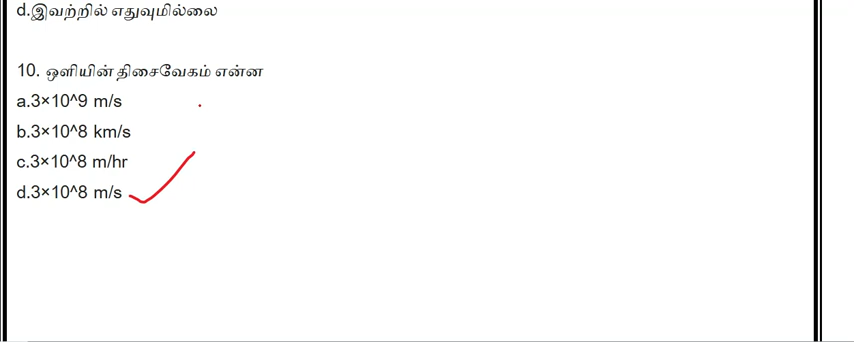 d.இவற்றில் எதுவுமில்லை
10. ஒளியின் திசைவேகம் என்ன
a.3×10^9 m/s
b.3×10^8 km/s
c.3×10^8 m/hr
d.3×10^8 m/s